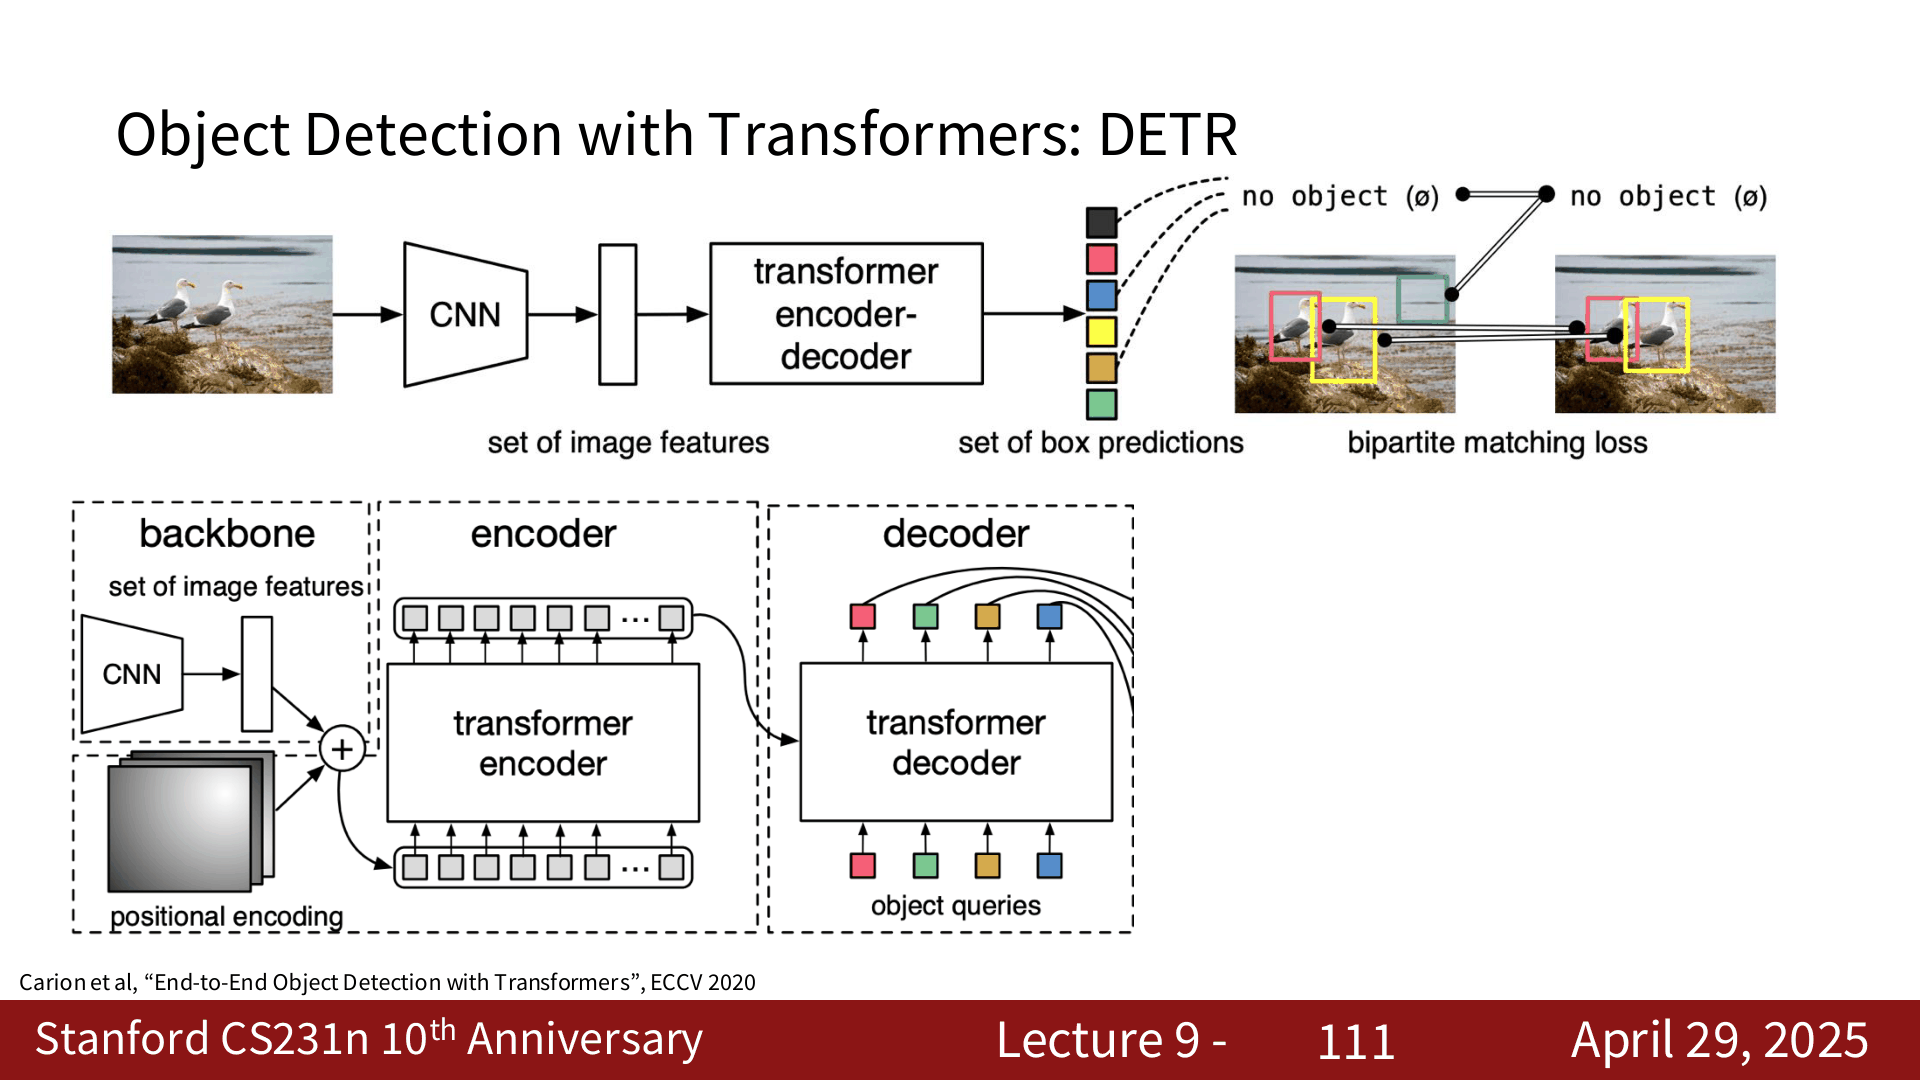 Object Detection with Transformers: DETR
no object (ø)
no object (ø)
CNN
transformer
encoder-
decoder
set of image features
set of box predictions
bipartite matching loss
backbone
set of image features
CNN
+
positional encoding
encoder
...
transformer
encoder
...
decoder
transformer
decoder
object queries
Carion et al, “End-to-End Object Detection with Transformers”, ECCV 2020
Stanford CS231n 10th Anniversary
Lecture 9 -
111
April 29, 2025